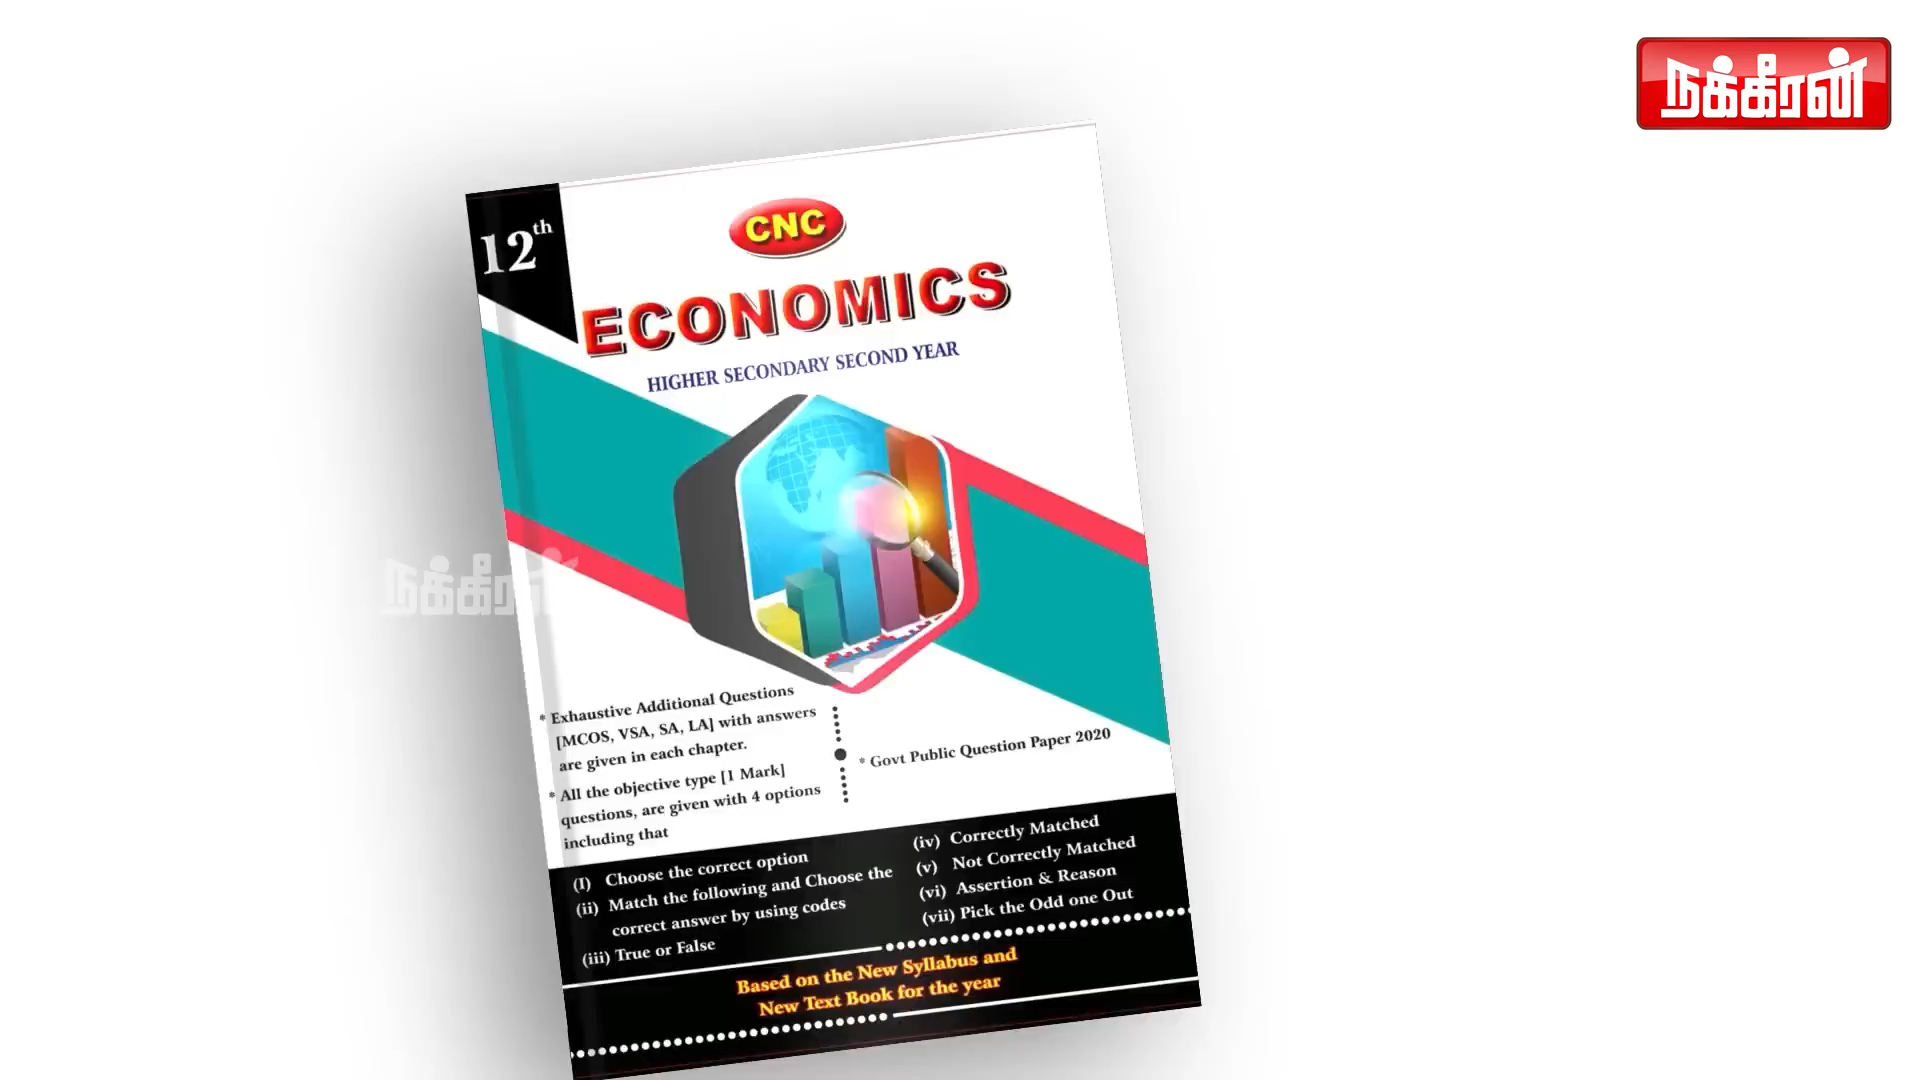 நக்கீரன்
12th
CNC
ECONOMICS
HIGHER SECONDARY SECOND YEAR
நக்கீரன்
* Exhaustive Additional Questions
[MCOS, VSA, SA, LA] with answers
are given in each chapter.
* All the objective type [1 Mark]
questions, are given with 4 options
including that
* Govt Public Question Paper 2020
(I) Choose the correct option
(ii) Match the following and Choose the
correct answer by using codes
(iii) True or False
(iv) Correctly Matched
(v) Not Correctly Matched
(vi) Assertion & Reason
(vii) Pick the Odd one Out
Based on the New Syllabus and
New Text Book for the year